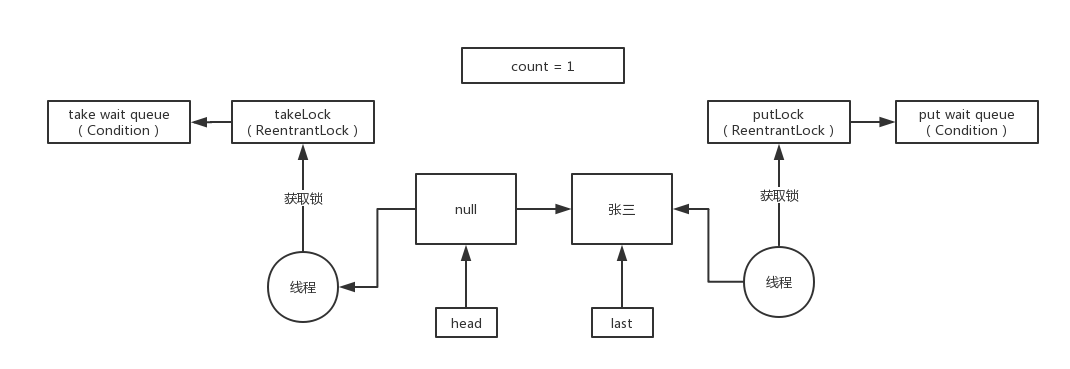 count = 1
take wait queue
( Condition )
takeLock
( ReentrantLock )
putLock
( ReentrantLock )
put wait queue
( Condition )
获取锁
获取锁
null
张三
线程
线程
head
last